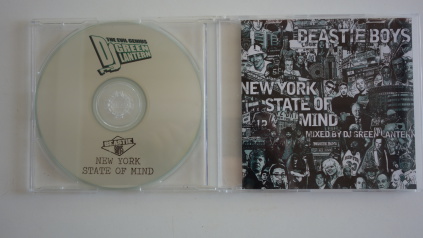 THE EVIL GENIUS
DJ GREEN
LANTERN
BEASTIE
NEW YORK
STATE OF MIND
BEASTIE BOYS
NEW YORK
STATE OF
MIND
MIXED BY DJ GREEN LANTERN